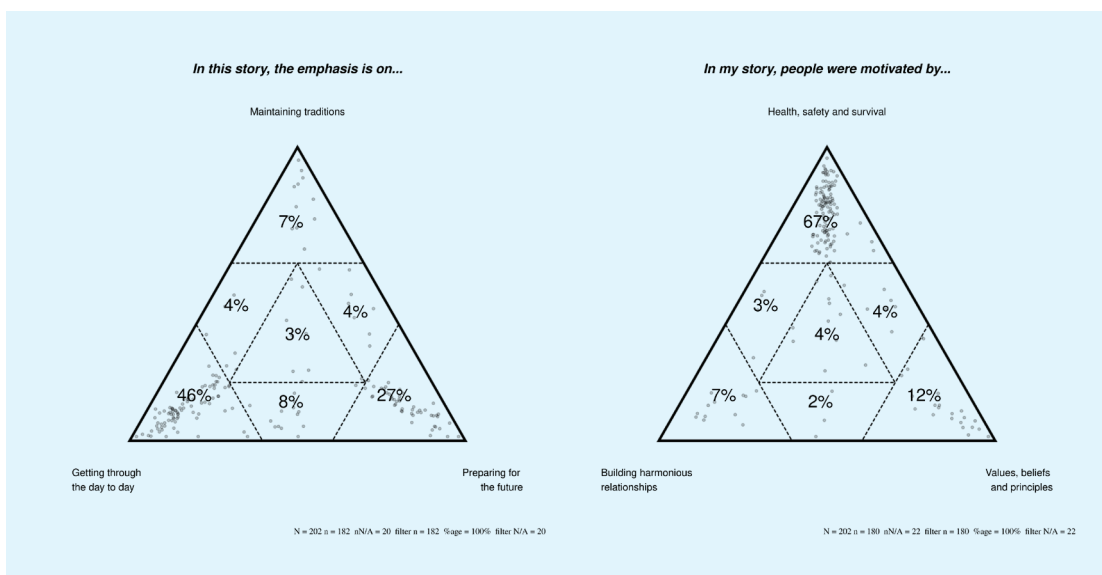 In this story, the emphasis is on...
Maintaining traditions
7%
4%
4%
3%
46%
8%
27%
Getting through
the day to day
Preparing for
the future
N = 202 n = 182 nN/A = 20 filter n = 182 %age = 100% filter N/A = 20
In my story, people were motivated by...
Health, safety and survival
67%
3%
4%
4%
7%
2%
12%
Building harmonious
relationships
Values, beliefs
and principles
N = 202 n = 180 nN/A = 22 filter n = 180 %age = 100% filter N/A = 22